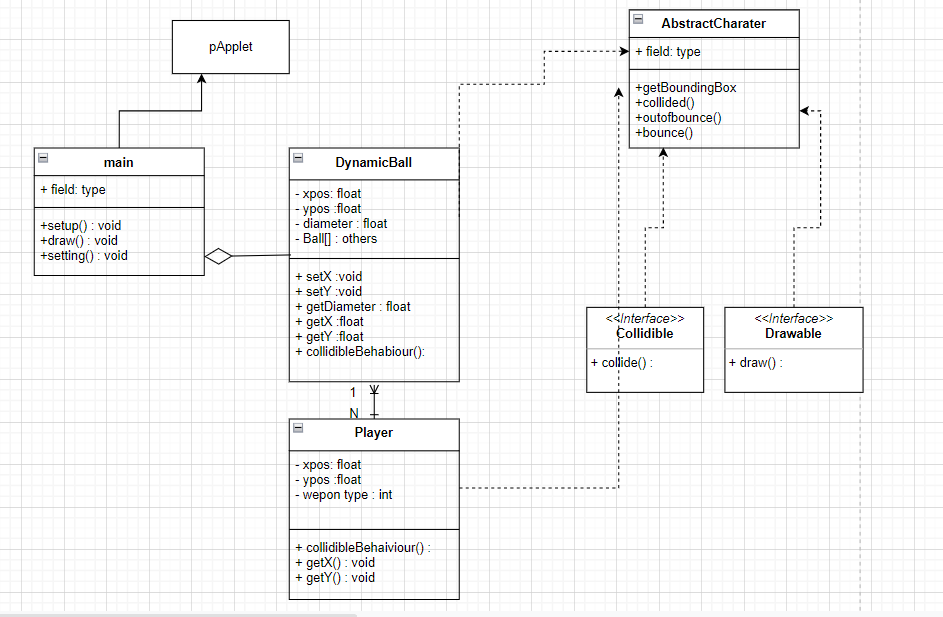 pApplet
AbstractCharater
+ field: type
+getBoundingBox
+collided()
+outofbounce()
+bounce()
main
+ field: type
+setup() : void
+draw() : void
+setting() : void
DynamicBall
- xpos: float
- ypos :float
- diameter : float
- Ball[] : others
+ setX :void
+ setY :void
+ getDiameter : float
+ getX :float
+ getY :float
+ collidibleBehabiour():
<<Interface>>
Collidible
+ collide() :
<<Interface>>
Drawable
+ draw() :
1
N
Player
- xpos: float
- ypos :float
- wepon type : int
+ collidibleBehaiviour() :
+ getX() : void
+ getY() : void